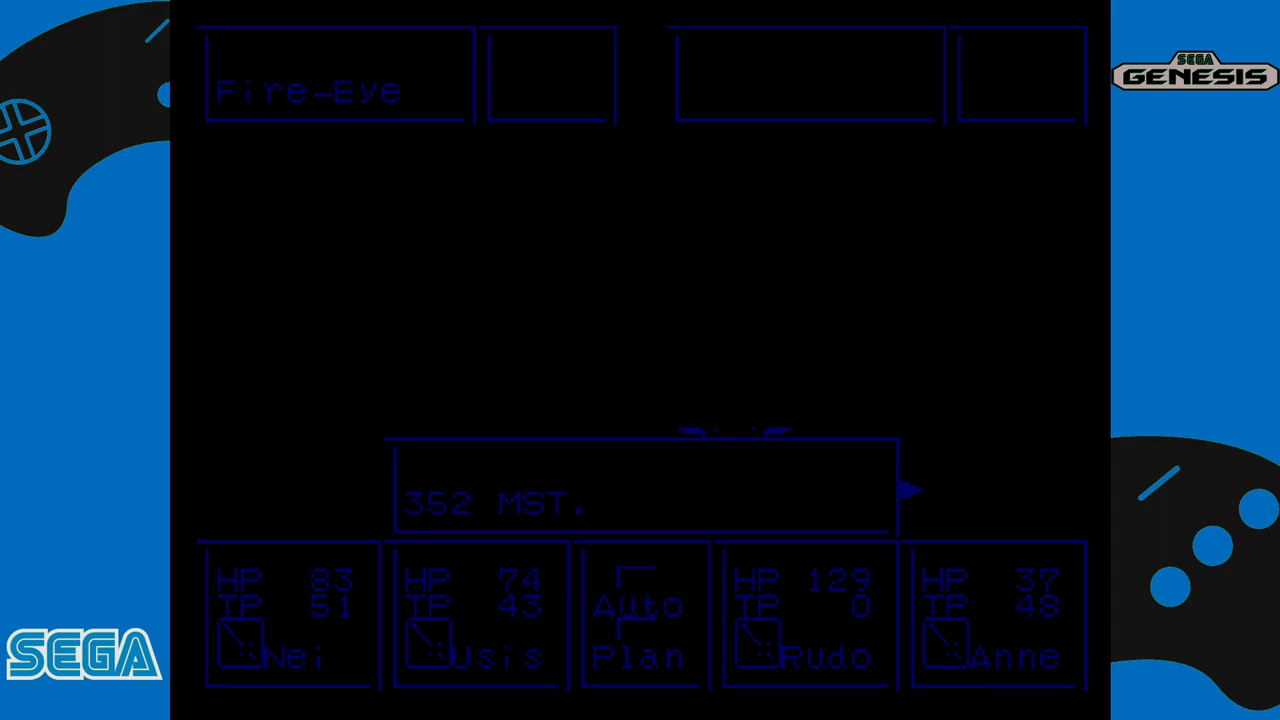 SEGA
GENESIS
Fire-Eye
352 MST.
HP 83
TP 51
Nei
HP 74
TP 43
Usis
Auto
Plan
HP 129
TP 0
Rudo
HP 37
TP 48
Anne
SEGA